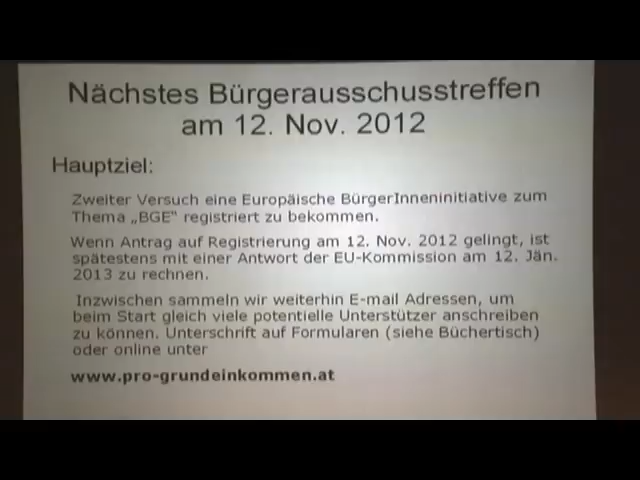 Nächstes Bürgerausschusstreffen
am 12. Nov. 2012
Hauptziel:
Zweiter Versuch eine Europäische BürgerInneninitiative zum
Thema „BGE“ registriert zu bekommen.
Wenn Antrag auf Registrierung am 12. Nov. 2012 gelingt, ist
spätestens mit einer Antwort der EU-Kommission am 12. Jän.
2013 zu rechnen.
Inzwischen sammeln wir weiterhin E-mail Adressen, um
beim Start gleich viele potentielle Unterstützer anschreiben
zu können. Unterschrift auf Formularen (siehe Büchertisch)
oder online unter
www.pro-grundeinkommen.at